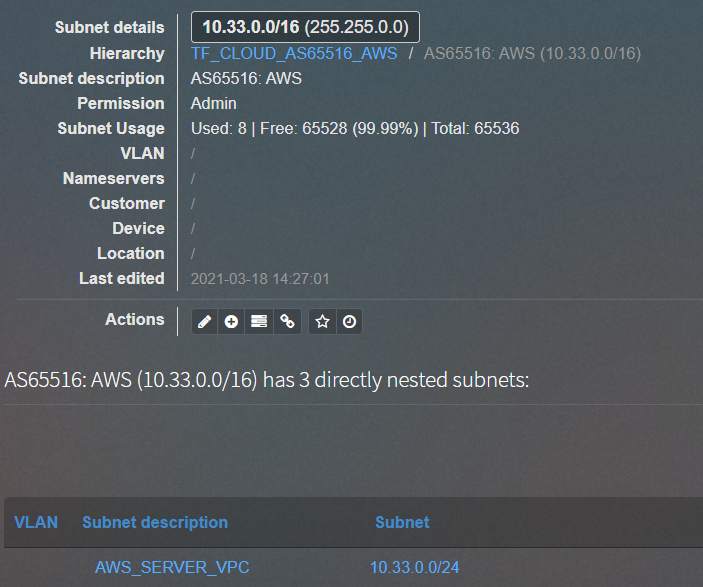 Subnet details 10.33.0.0/16 (255.255.0.0)
Hierarchy TF_CLOUD_AS65516_AWS / AS65516: AWS (10.33.0.0/16)
Subnet description AS65516: AWS
Permission Admin
Subnet Usage Used: 8 | Free: 65528 (99.99%) | Total: 65536
VLAN /
Nameservers /
Customer /
Device /
Location /
Last edited 2021-03-18 14:27:01
Actions
AS65516: AWS (10.33.0.0/16) has 3 directly nested subnets:
VLAN Subnet description Subnet
AWS_SERVER_VPC 10.33.0.0/24